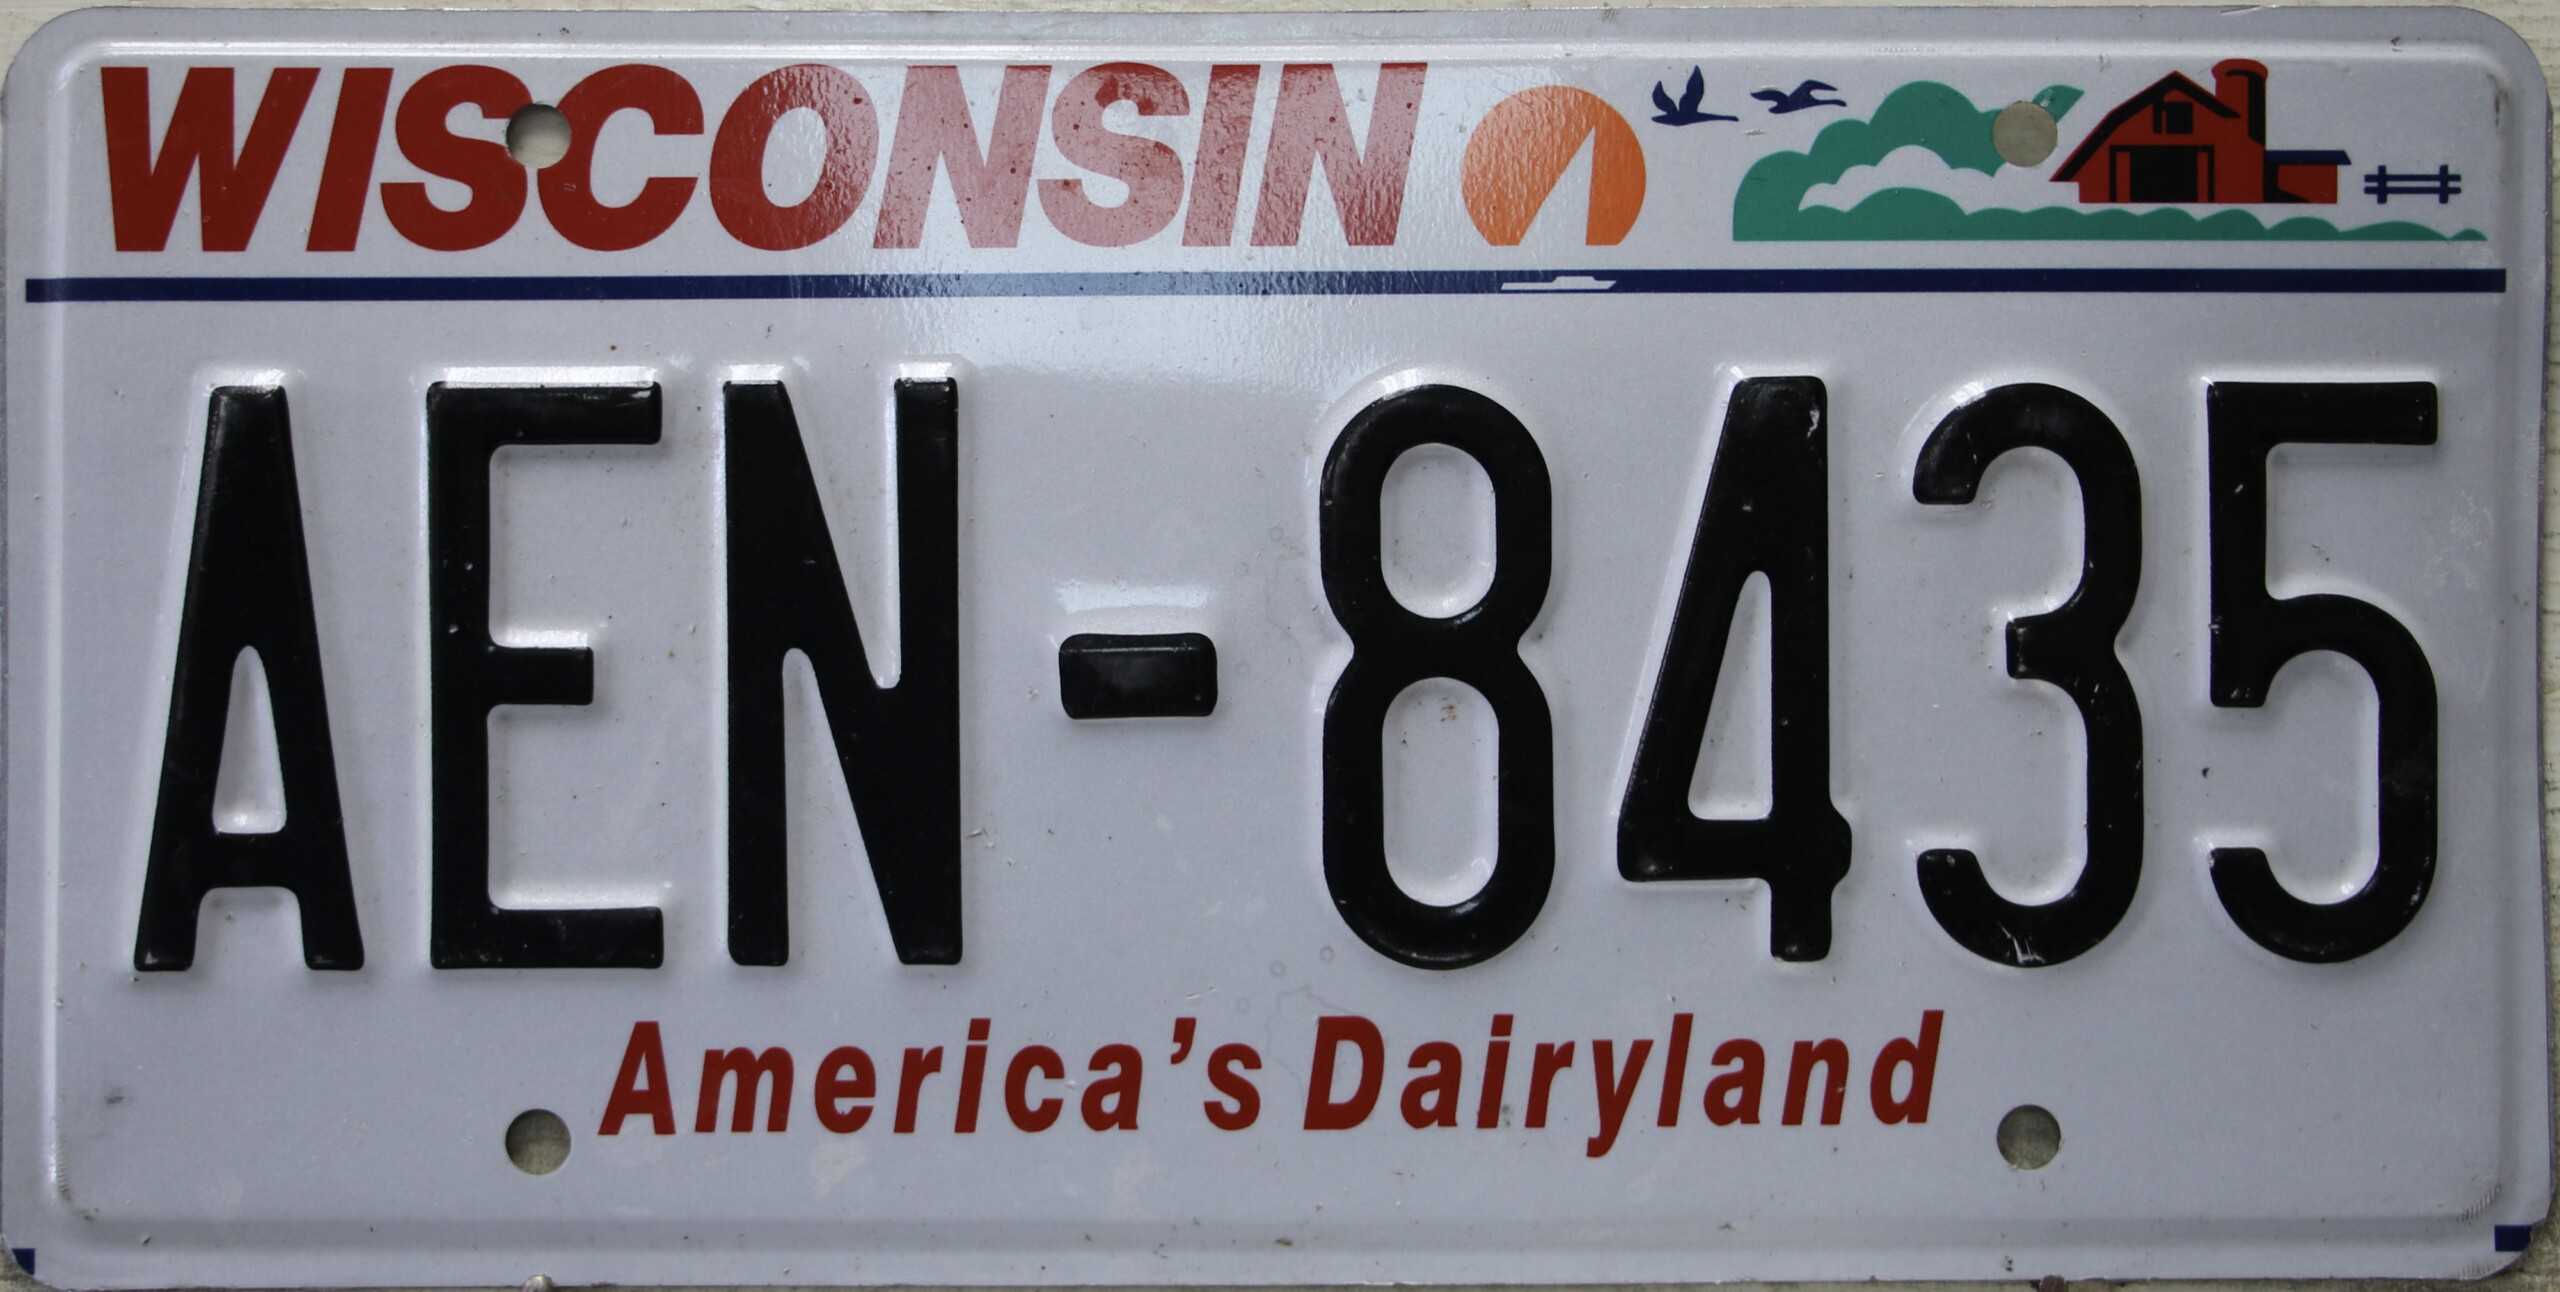 WISCONSIN
AEN-8435
America's Dairyland